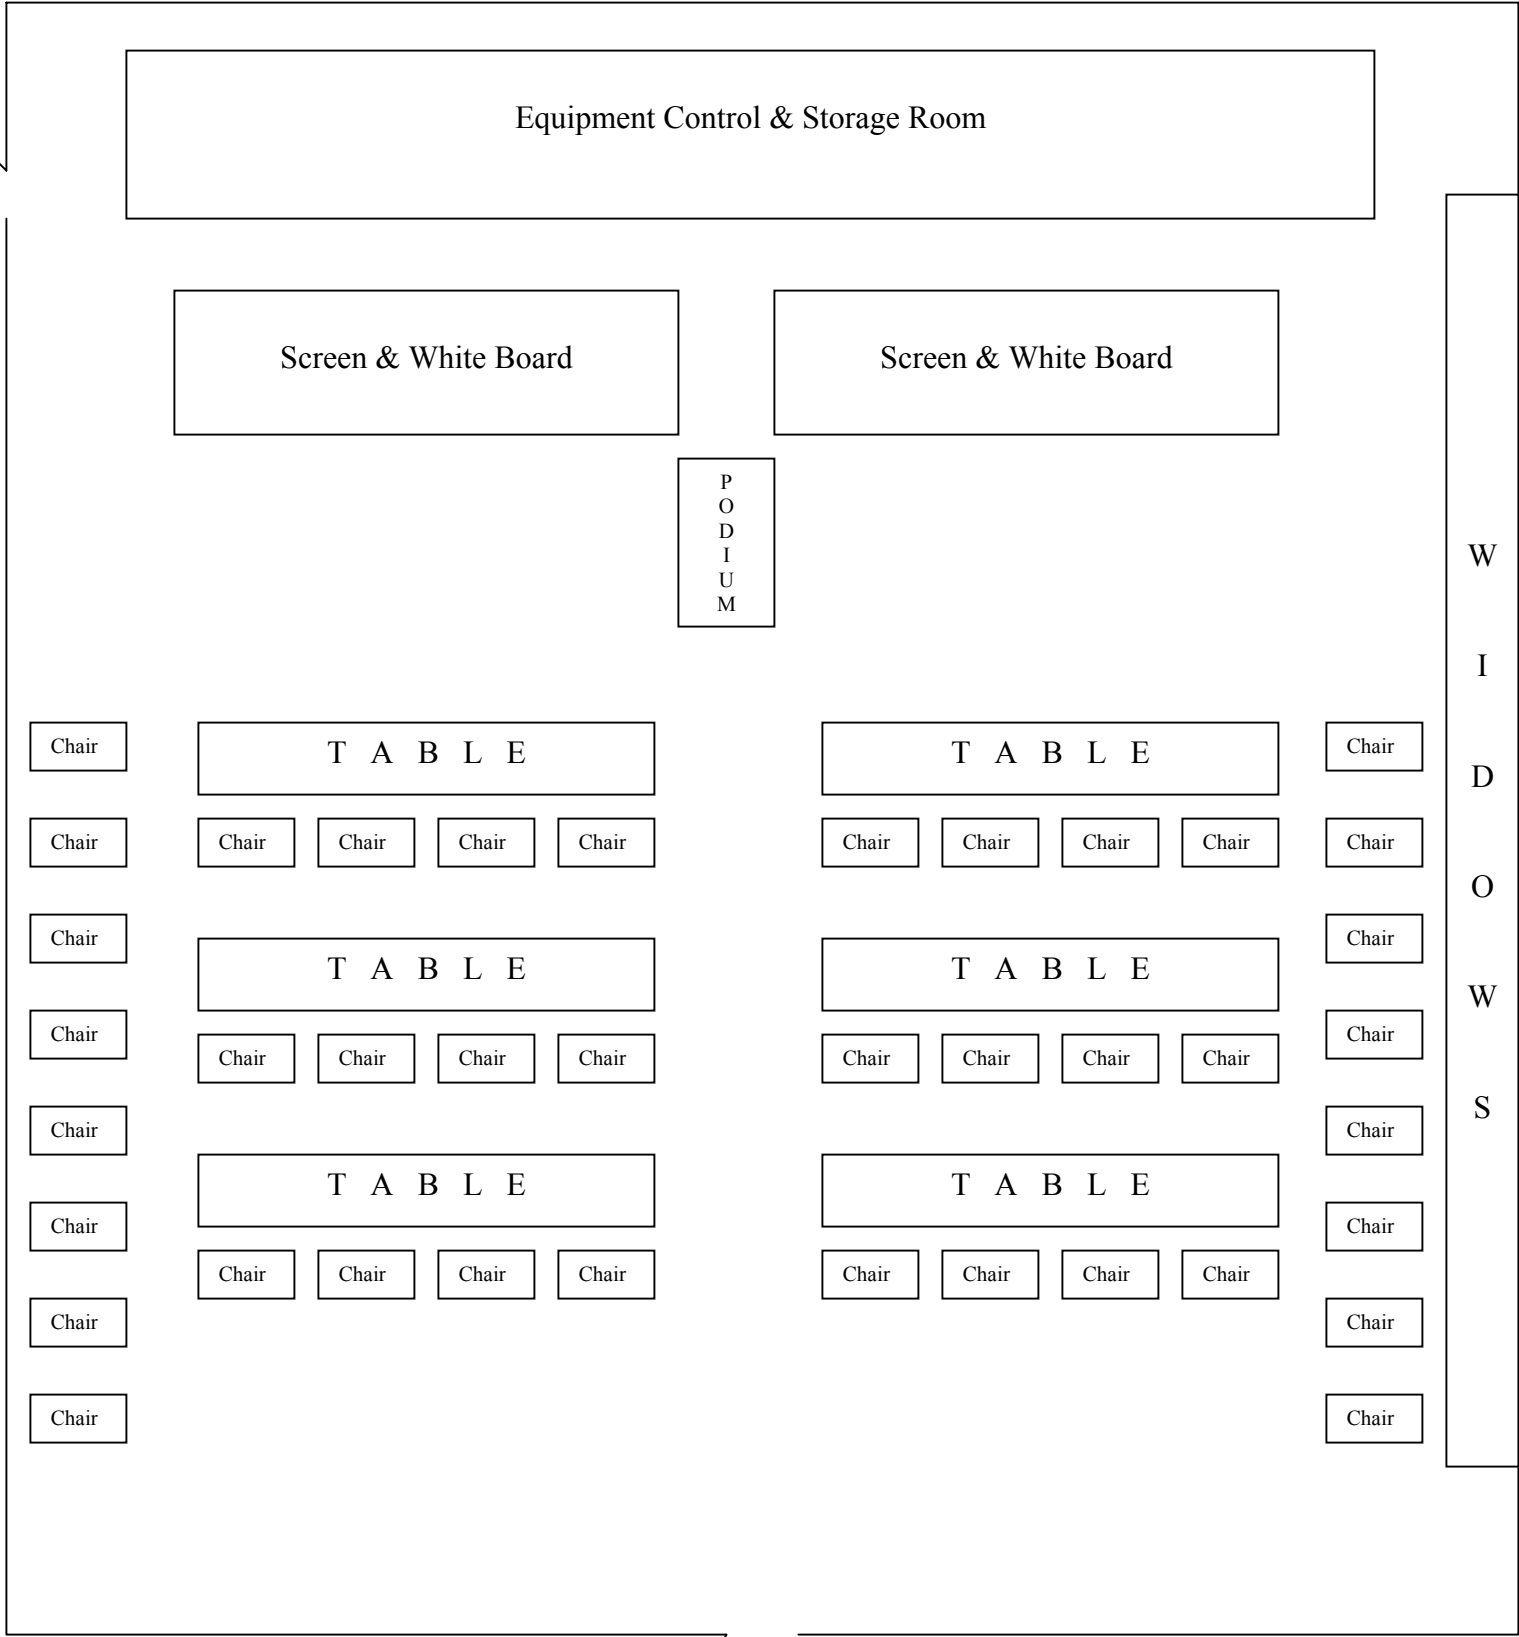 Equipment Control & Storage Room
Screen & White Board Screen & White Board
P
O
D
I
U
M
W
I
D
O
W
S
Chair T A B L E T A B L E Chair
Chair Chair Chair Chair Chair Chair Chair Chair Chair Chair
Chair Chair
T A B L E T A B L E
Chair Chair
Chair Chair Chair Chair Chair Chair Chair Chair
Chair Chair
T A B L E T A B L E
Chair Chair
Chair Chair Chair Chair Chair Chair Chair Chair
Chair Chair
Chair Chair